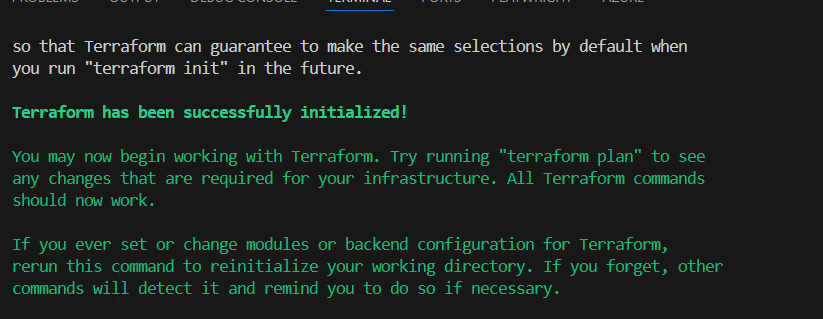 PROBLEMS OUTPUT DEBUG CONSOLE TERMINAL PORTS PLAYWRIGHT AZURE
so that Terraform can guarantee to make the same selections by default when
you run "terraform init" in the future.
Terraform has been successfully initialized!
You may now begin working with Terraform. Try running "terraform plan" to see
any changes that are required for your infrastructure. All Terraform commands
should now work.
If you ever set or change modules or backend configuration for Terraform,
rerun this command to reinitialize your working directory. If you forget, other
commands will detect it and remind you to do so if necessary.